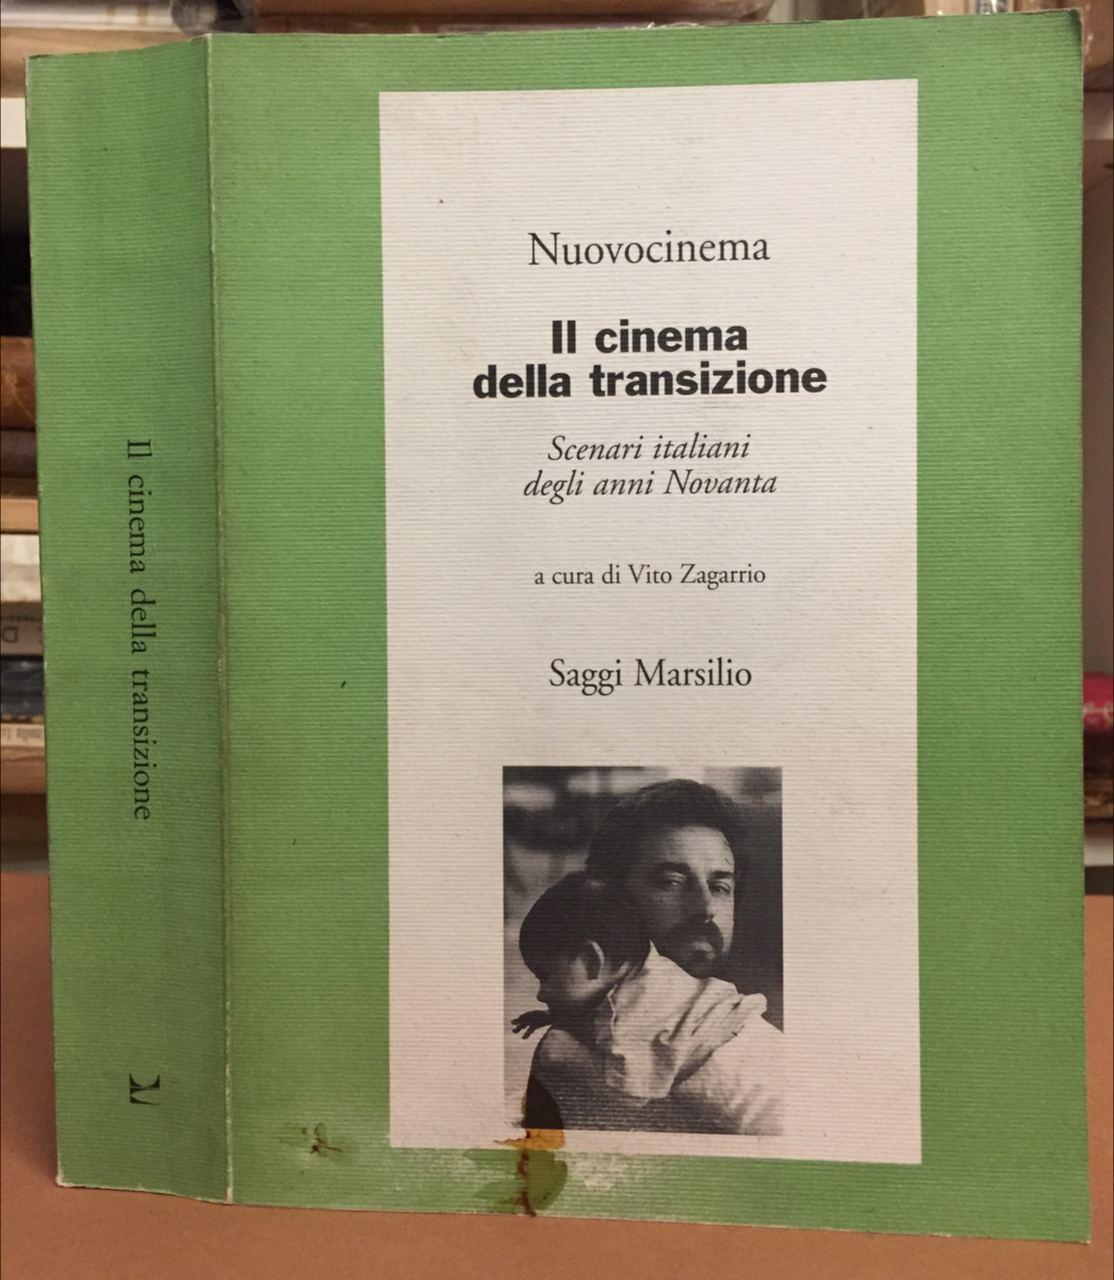 Nuovocinema
Il cinema
della transizione
Scenari italiani
degli anni Novanta
a cura di Vito Zagarrio
Saggi Marsilio
Il cinema della transizione